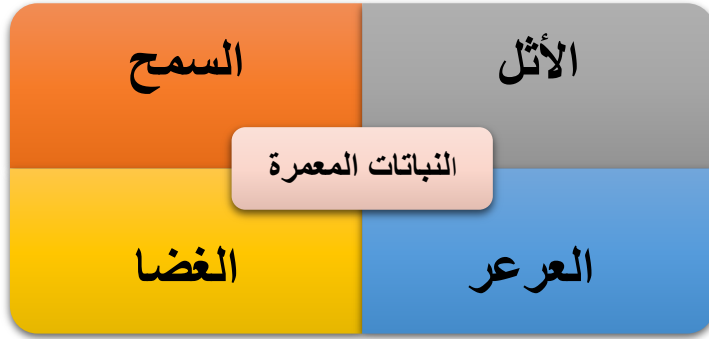 الأثل
السمح
النباتات المعمرة
العرعر
الغضا